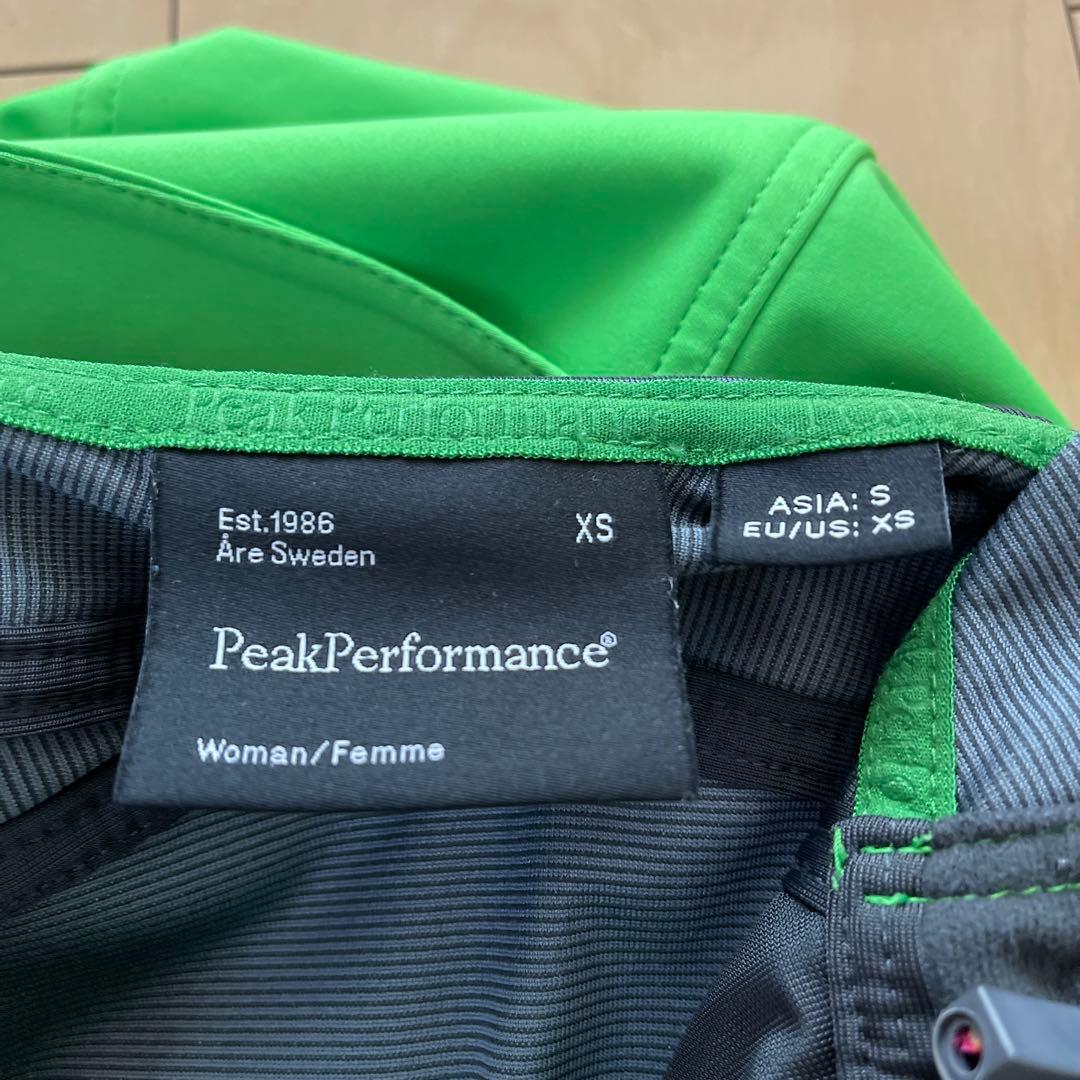 Peak Performance
Est.1986
Åre Sweden
XS
PeakPerformance®
Woman/Femme
ASIA: S
EU/US: XS